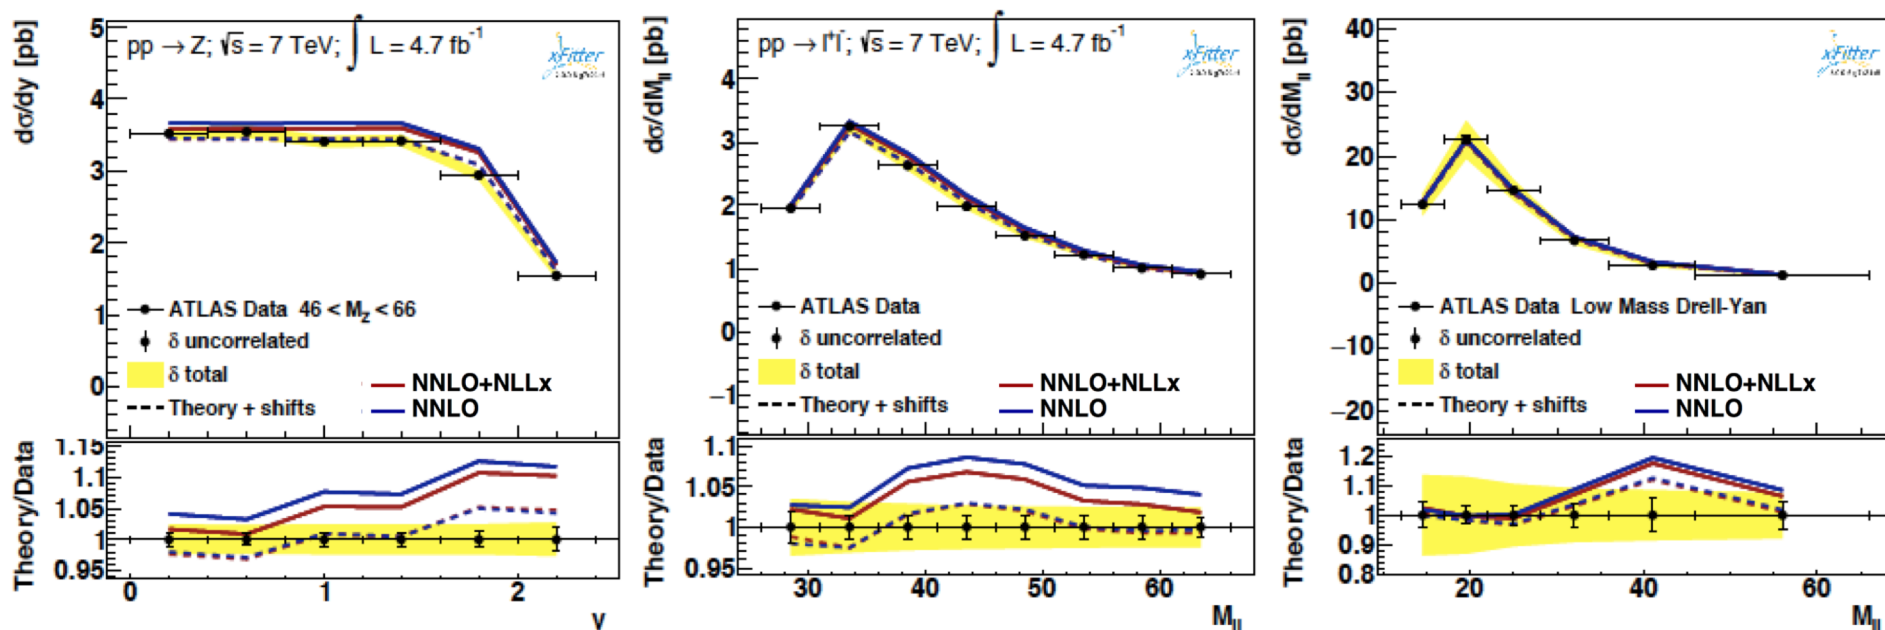 dσ/dy [pb]
pp → Z; √s = 7 TeV; ∫ L = 4.7 fb⁻¹
xFitter
5
4
3
2
1
0
ATLAS Data 46 < M_Z < 66
δ uncorrelated
δ total
Theory + shifts
NNLO+NLLx
NNLO
Theory/Data
1.15
1.1
1.05
1
0.95
0
1
2
y
dσ/dM_ll [pb]
pp → l⁺l⁻; √s = 7 TeV; ∫ L = 4.7 fb⁻¹
xFitter
4
3
2
1
0
−1
ATLAS Data
δ uncorrelated
δ total
Theory + shifts
NNLO+NLLx
NNLO
Theory/Data
1.1
1.05
1
0.95
30
40
50
60
M_ll
dσ/dM_ll [pb]
xFitter
40
30
20
10
0
−10
−20
ATLAS Data Low Mass Drell-Yan
δ uncorrelated
δ total
Theory + shifts
NNLO+NLLx
NNLO
Theory/Data
1.2
1.1
1
0.9
0.8
20
40
60
M_ll